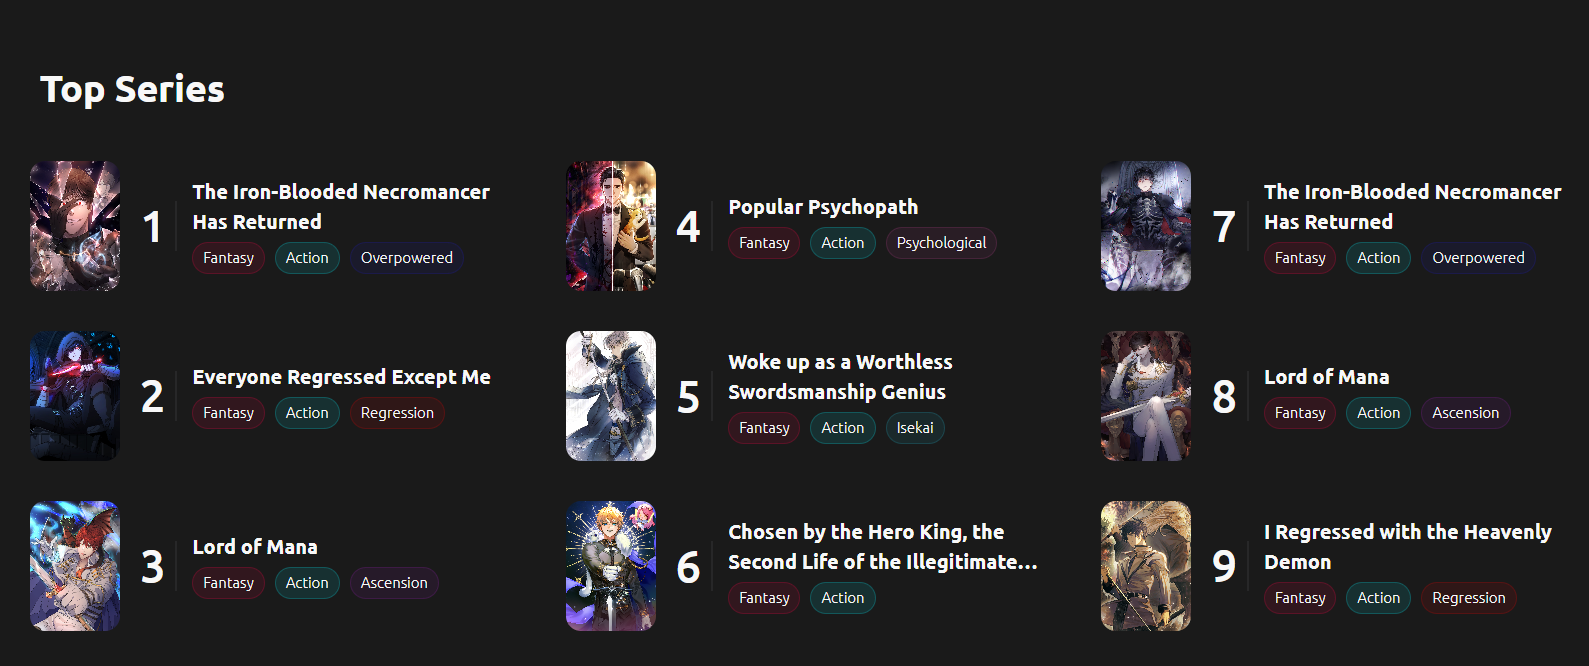 Top Series
1
The Iron-Blooded Necromancer
Has Returned
Fantasy Action Overpowered
2
Everyone Regressed Except Me
Fantasy Action Regression
3
Lord of Mana
Fantasy Action Ascension
4
Popular Psychopath
Fantasy Action Psychological
5
Woke up as a Worthless
Swordsmanship Genius
Fantasy Action Isekai
6
Chosen by the Hero King, the
Second Life of the Illegitimate...
Fantasy Action
7
The Iron-Blooded Necromancer
Has Returned
Fantasy Action Overpowered
8
Lord of Mana
Fantasy Action Ascension
9
I Regressed with the Heavenly
Demon
Fantasy Action Regression